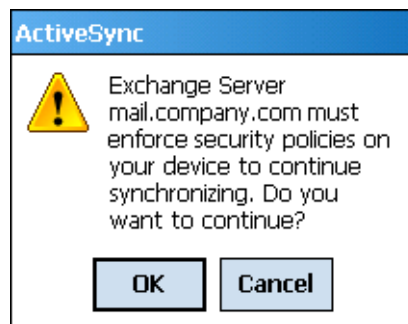 ActiveSync
Exchange Server
mail.company.com must
enforce security policies on
your device to continue
synchronizing. Do you
want to continue?
OK Cancel